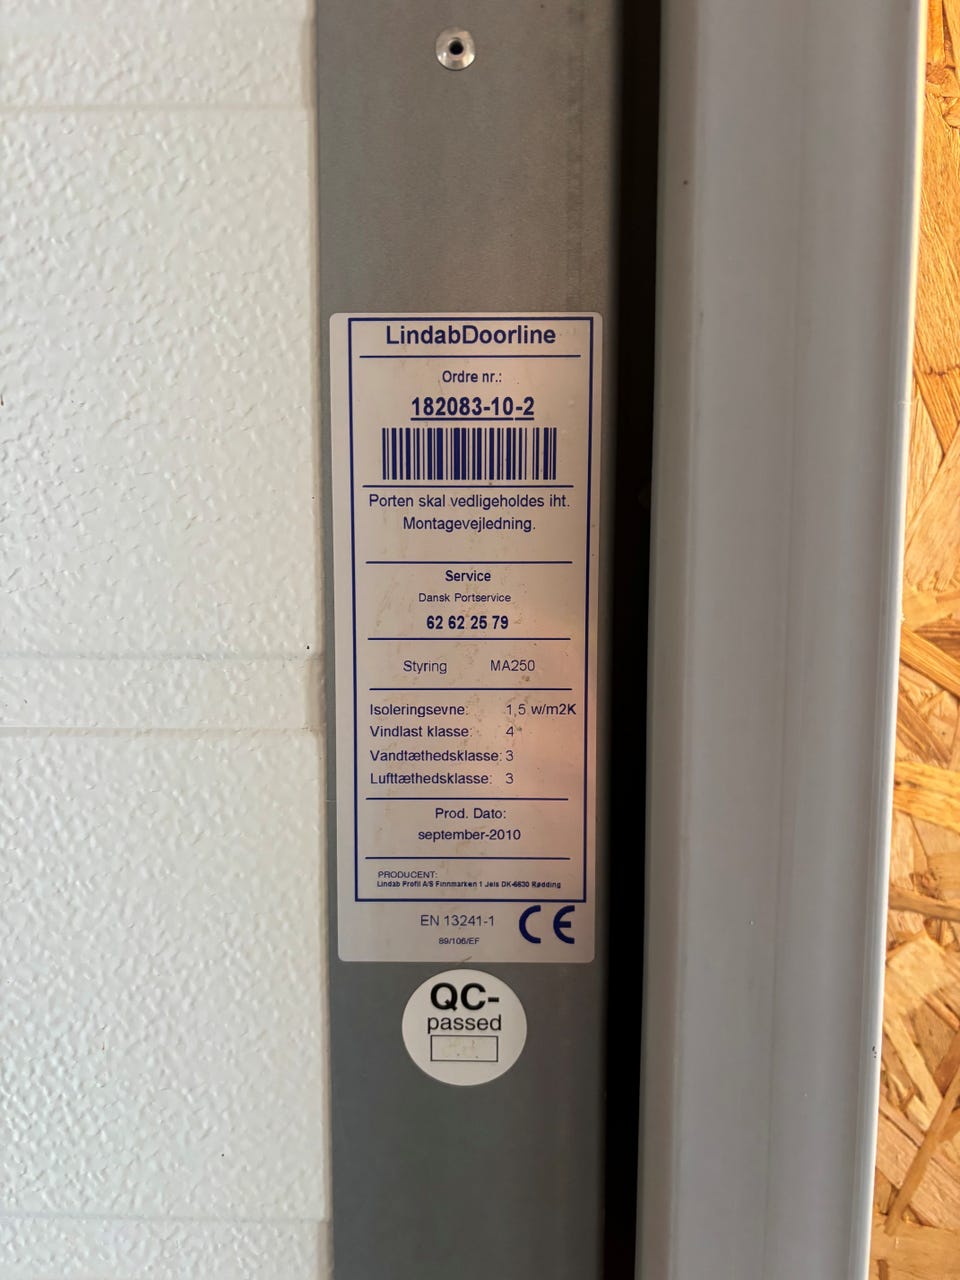 LindabDoorline
Ordre nr.:
182083-10-2
Porten skal vedligeholdes iht.
Montagevejledning.
Service
Dansk Portservice
62 62 25 79
Styring MA250
Isoleringsevne: 1,5 w/m2K
Vindlast klasse: 4
Vandtæthedsklasse: 3
Lufttæthedsklasse: 3
Prod. Dato:
september-2010
PRODUCENT:
Lindab Profil A/S Finnmarken 1 Jels DK-6630 Rødding
EN 13241-1 CE
89/106/EF
QC-
passed